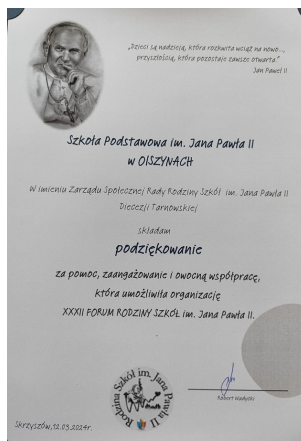 „Dzieci są nadzieją, która rozkwita wciąż na nowo...,
przyszłością, która pozostaje zawsze otwarta."
Jan Paweł II
Szkoła Podstawowa im. Jana Pawła II
w OlSZYNACH
W imieniu Zarządu Społecznej Rady Rodziny Szkół im. Jana Pawła II
Diecezji Tarnowskiej
składam
podziękowanie
za pomoc, zaangażowanie i owocną współpracę,
która umożliwiła organizację
XXXII FORUM RODZINY SZKÓŁ im. Jana Pawła II.
Rodzina Szkół im. Jana Pawła II
Robert Wadycki
Skrzyszów, 12.03.2024r.